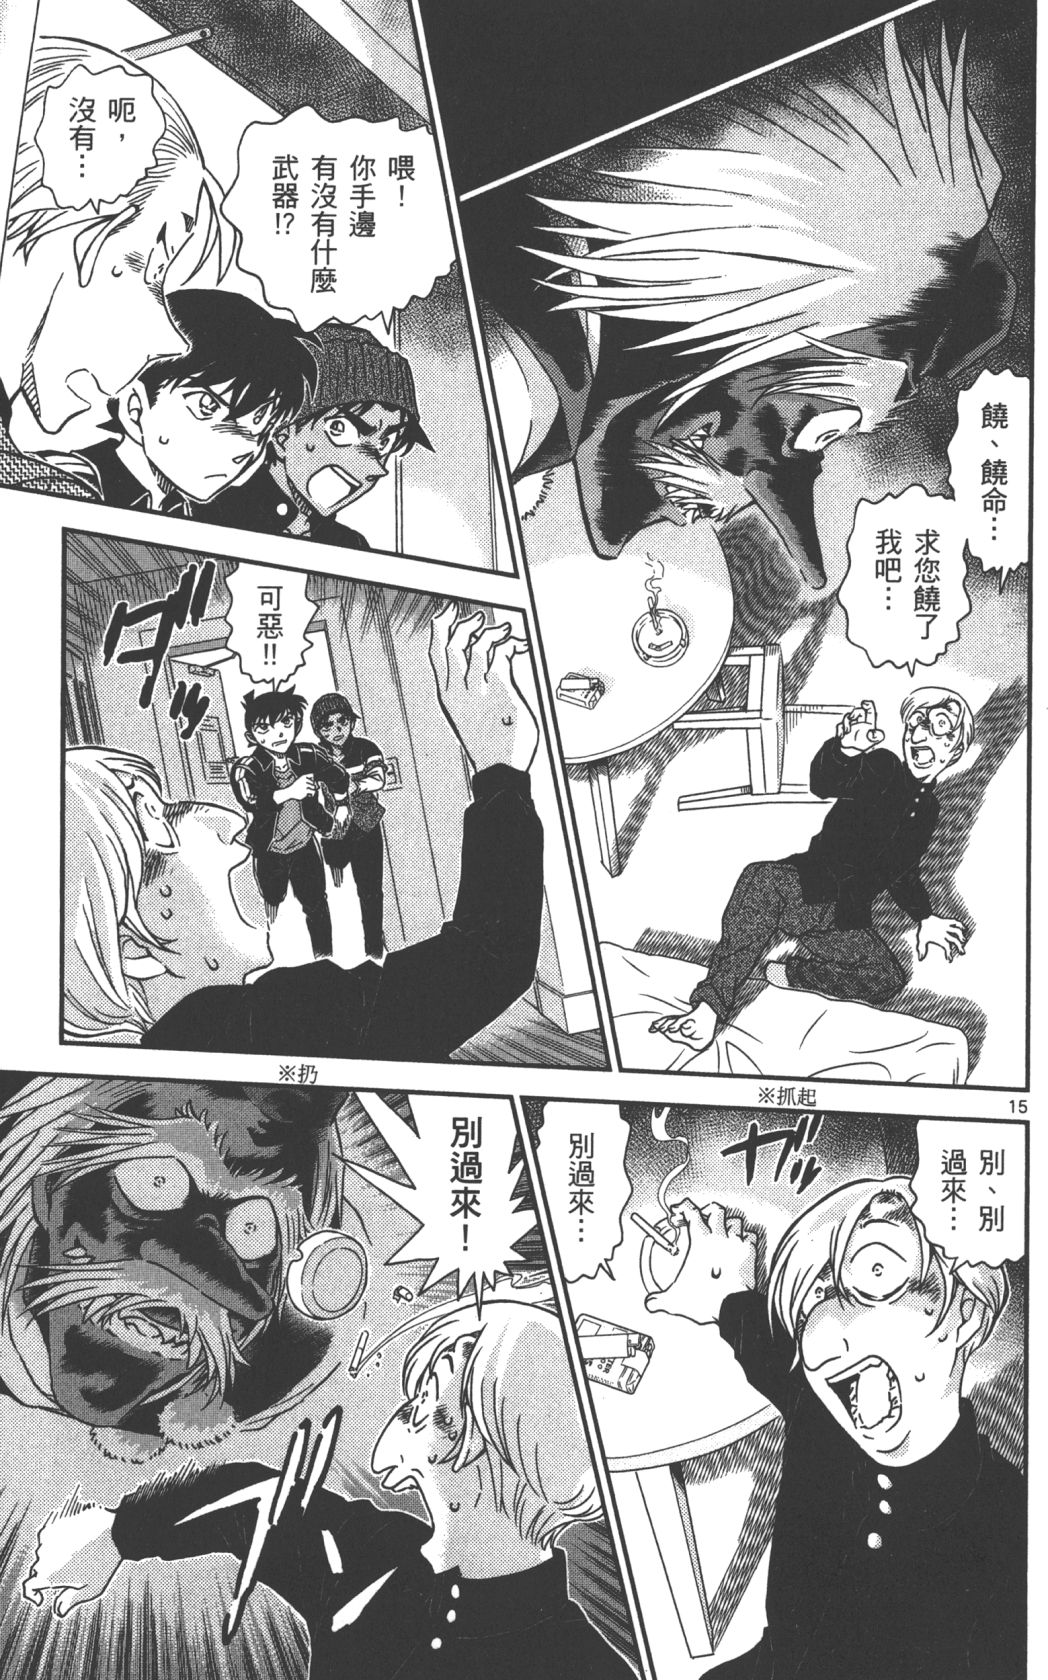 饒、饒命…
求您饒了
我吧…
喂！
你手邊
有沒有什麼
武器!?
呃，
沒有…
可惡!!
※抓起
15
別、別
過來…
別過來…
※扔
別過來！